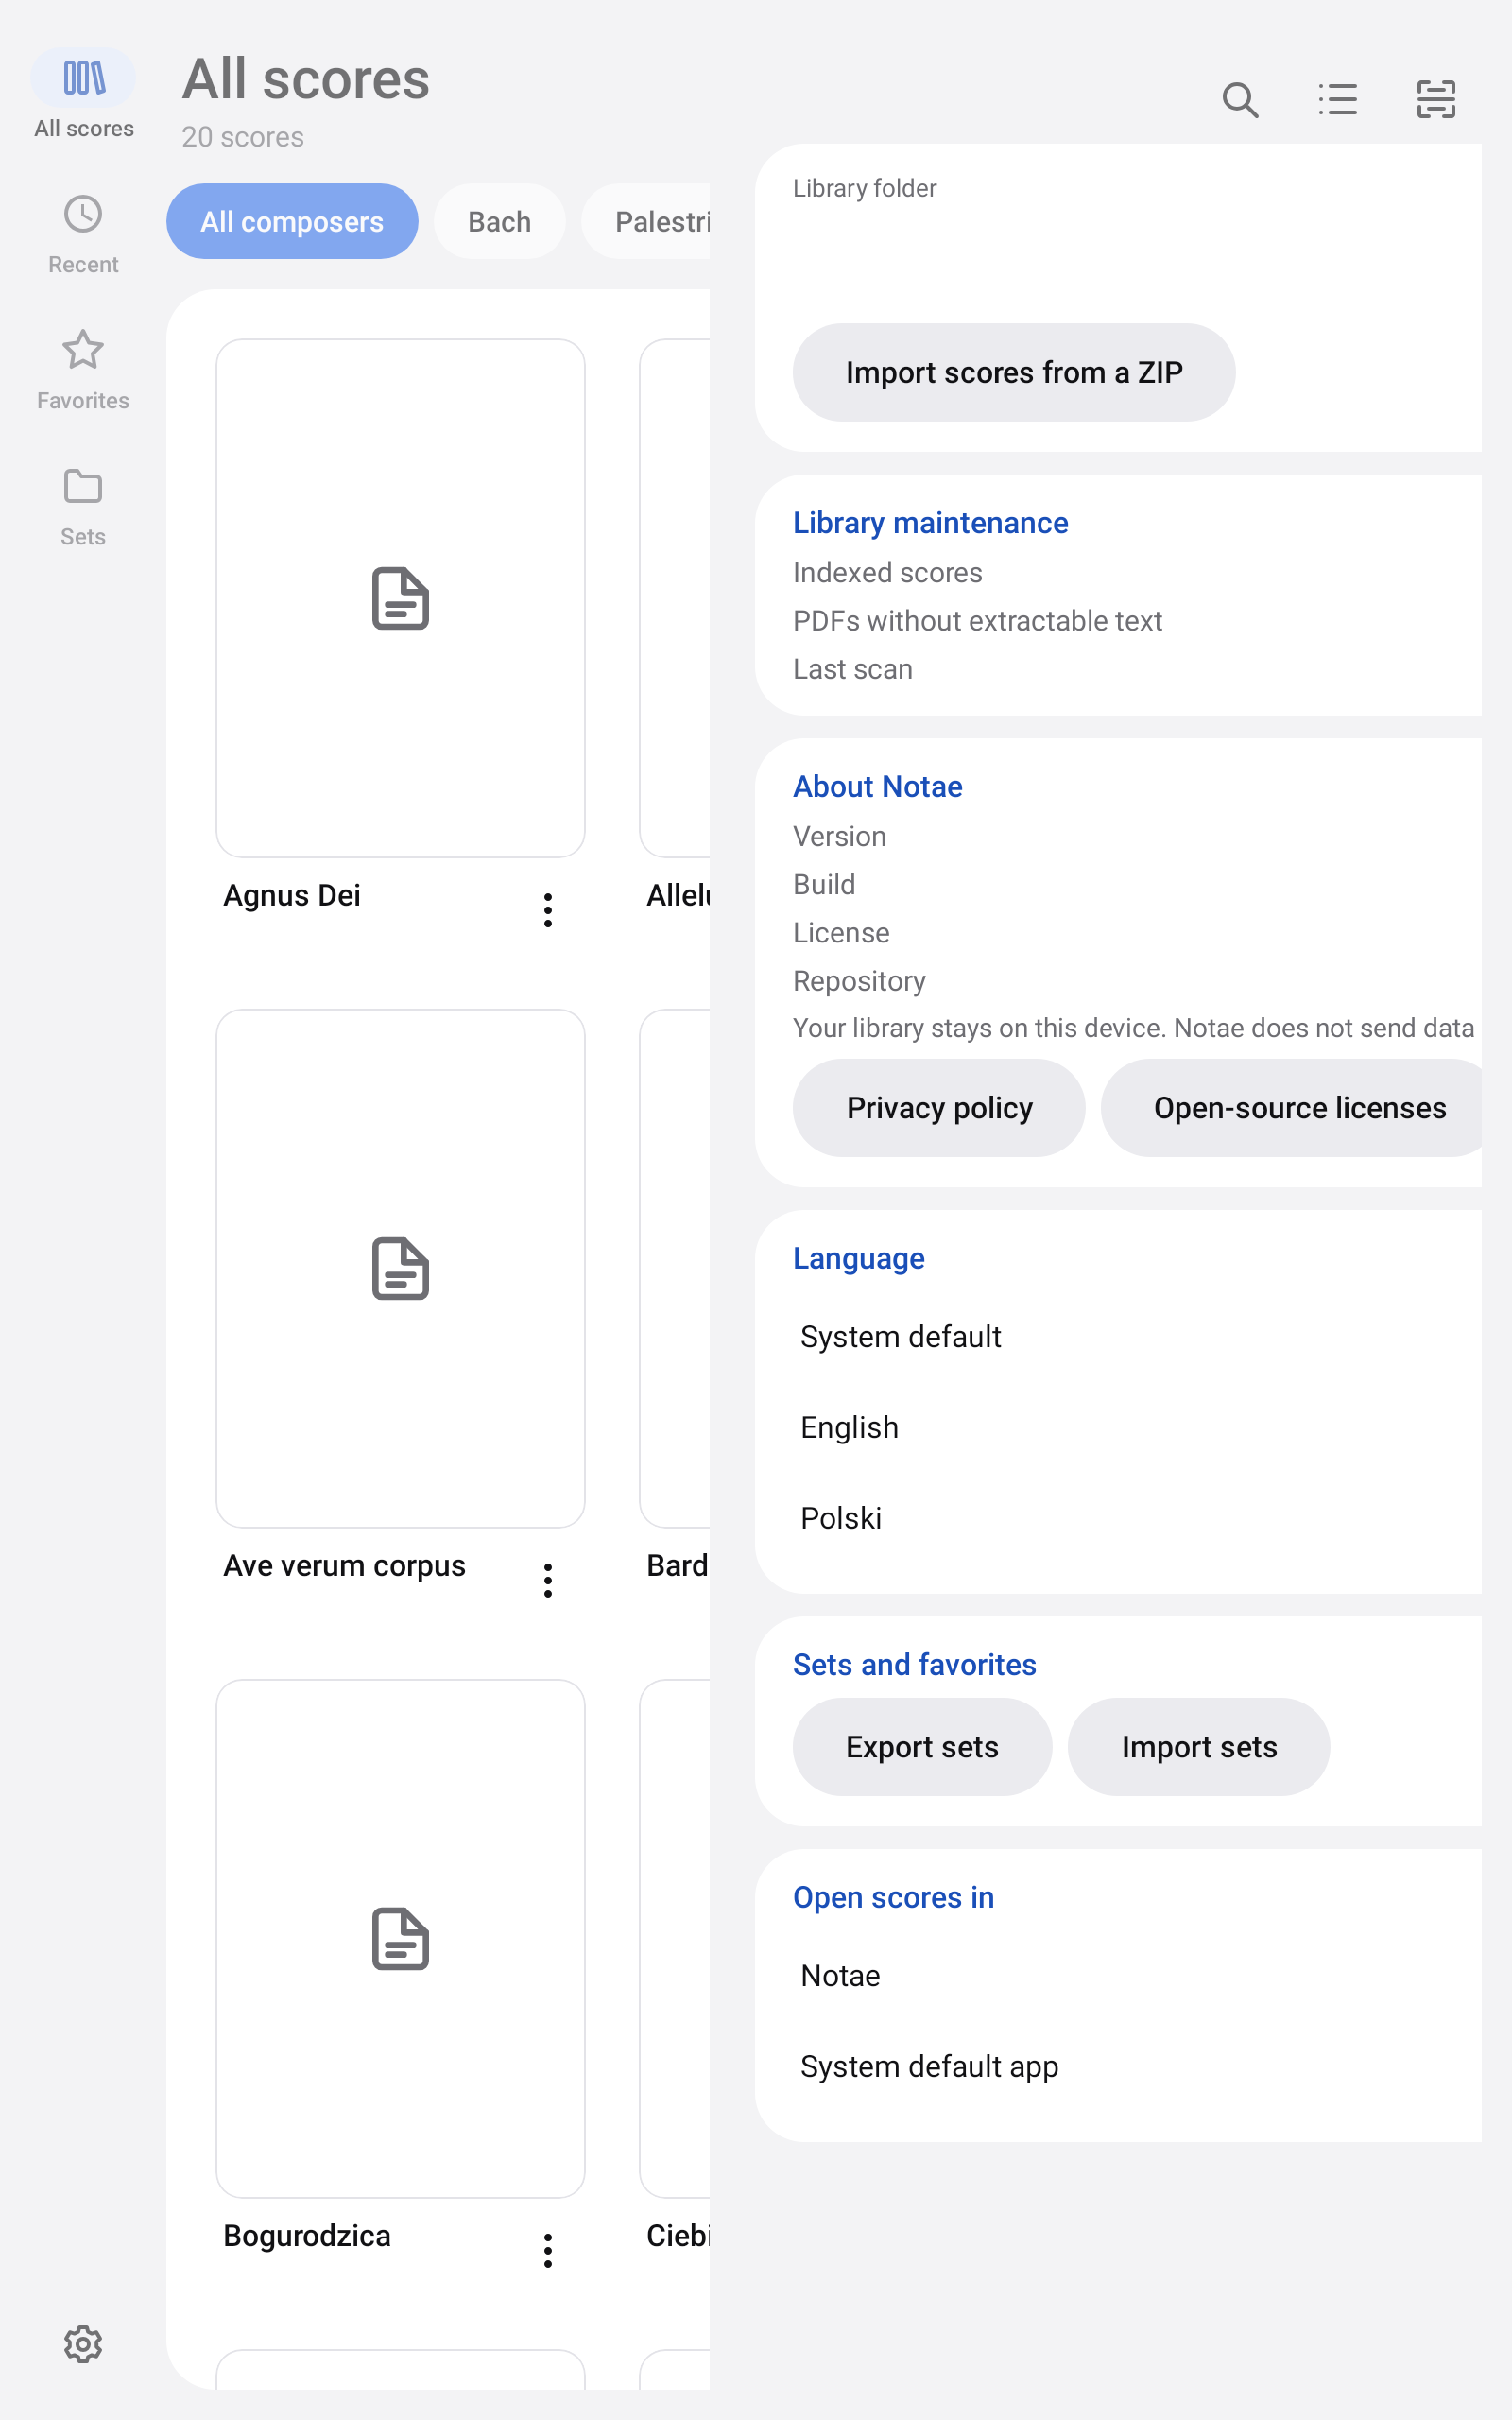 All scores
Recent
Favorites
Sets
All scores
20 scores
All composers
Bach
Palestri
Agnus Dei
Allelu
Ave verum corpus
Bard
Bogurodzica
Ciebi
Library folder
Import scores from a ZIP
Library maintenance
Indexed scores
PDFs without extractable text
Last scan
About Notae
Version
Build
License
Repository
Your library stays on this device. Notae does not send data
Privacy policy
Open-source licenses
Language
System default
English
Polski
Sets and favorites
Export sets
Import sets
Open scores in
Notae
System default app